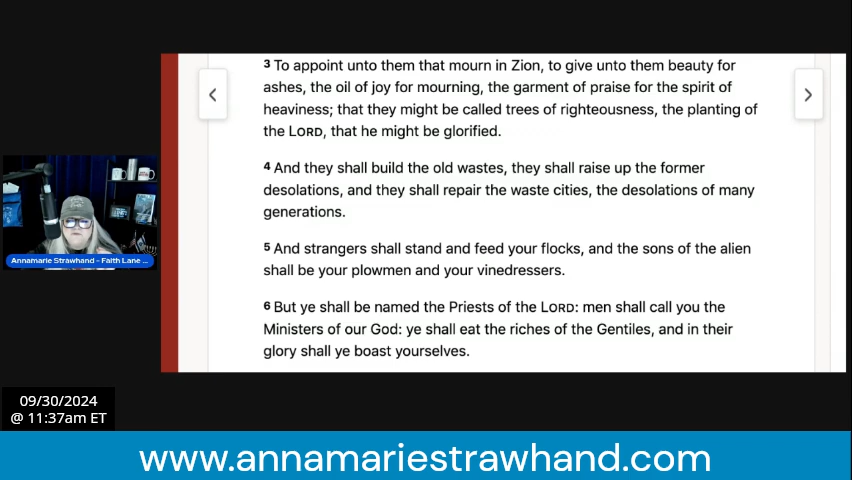 3 To appoint unto them that mourn in Zion, to give unto them beauty for
ashes, the oil of joy for mourning, the garment of praise for the spirit of
heaviness; that they might be called trees of righteousness, the planting of
the LORD, that he might be glorified.
4 And they shall build the old wastes, they shall raise up the former
desolations, and they shall repair the waste cities, the desolations of many
generations.
5 And strangers shall stand and feed your flocks, and the sons of the alien
shall be your plowmen and your vinedressers.
6 But ye shall be named the Priests of the LORD: men shall call you the
Ministers of our God: ye shall eat the riches of the Gentiles, and in their
glory shall ye boast yourselves.
Annamarie Strawhand - Faith Lane ...
09/30/2024
@ 11:37am ET
www.annamariestrawhand.com